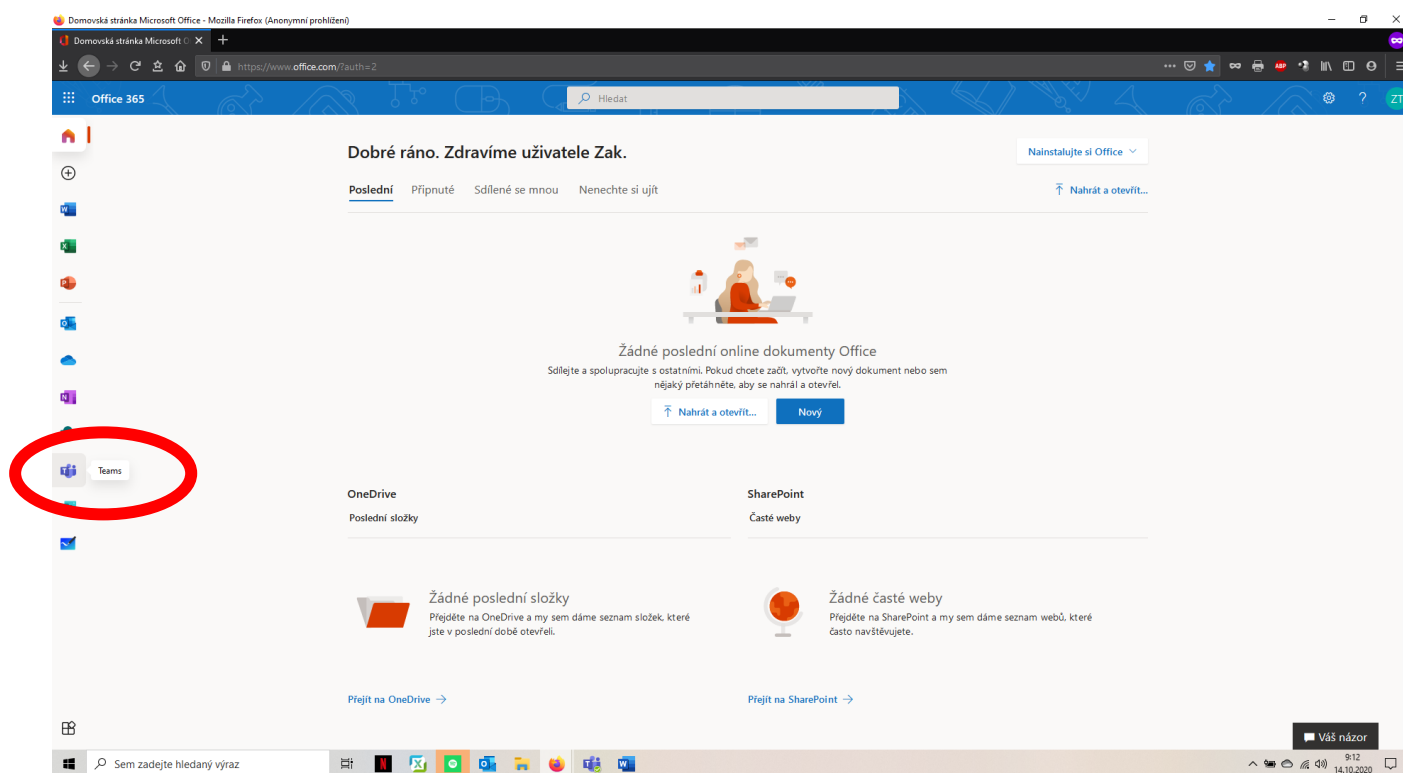 Domovská stránka Microsoft Office - Mozilla Firefox (Anonymní prohlížení)
Domovská stránka Microsoft O
https://www.office.com/?auth=2
ABP
Office 365
Hledat
ZT
Dobré ráno. Zdravíme uživatele Zak.
Nainstalujte si Office
Poslední Připnuté Sdílené se mnou Nenechte si ujít
Nahrát a otevřít...
Žádné poslední online dokumenty Office
Sdílejte a spolupracujte s ostatními. Pokud chcete začít, vytvořte nový dokument nebo sem
nějaký přetáhněte, aby se nahrál a otevřel.
Nahrát a otevřít...
Nový
Teams
OneDrive
Poslední složky
SharePoint
Časté weby
Žádné poslední složky
Přejděte na OneDrive a my sem dáme seznam složek, které
jste v poslední době otevřeli.
Žádné časté weby
Přejděte na SharePoint a my sem dáme seznam webů, které
často navštěvujete.
Přejít na OneDrive →
Přejít na SharePoint →
Váš názor
Sem zadejte hledaný výraz
9:12
14.10.2020